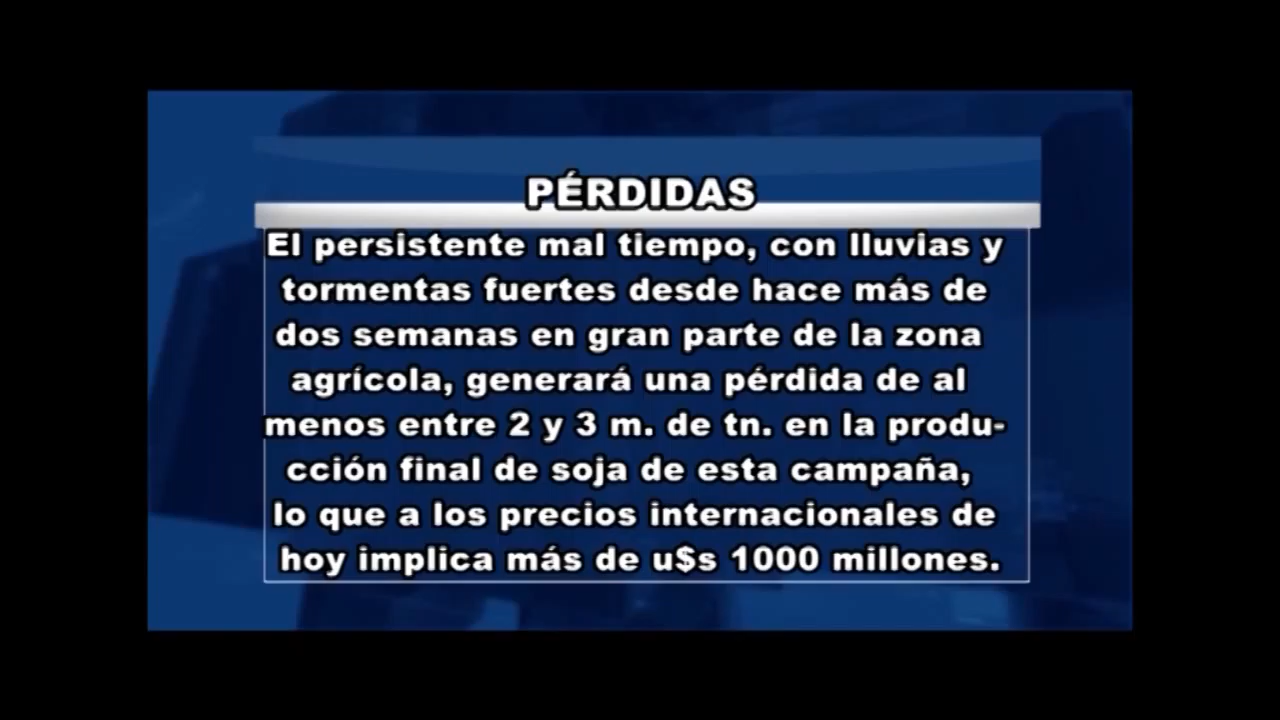 PÉRDIDAS
El persistente mal tiempo, con lluvias y
tormentas fuertes desde hace más de
dos semanas en gran parte de la zona
agrícola, generará una pérdida de al
menos entre 2 y 3 m. de tn. en la produ-
cción final de soja de esta campaña,
lo que a los precios internacionales de
hoy implica más de u$s 1000 millones.